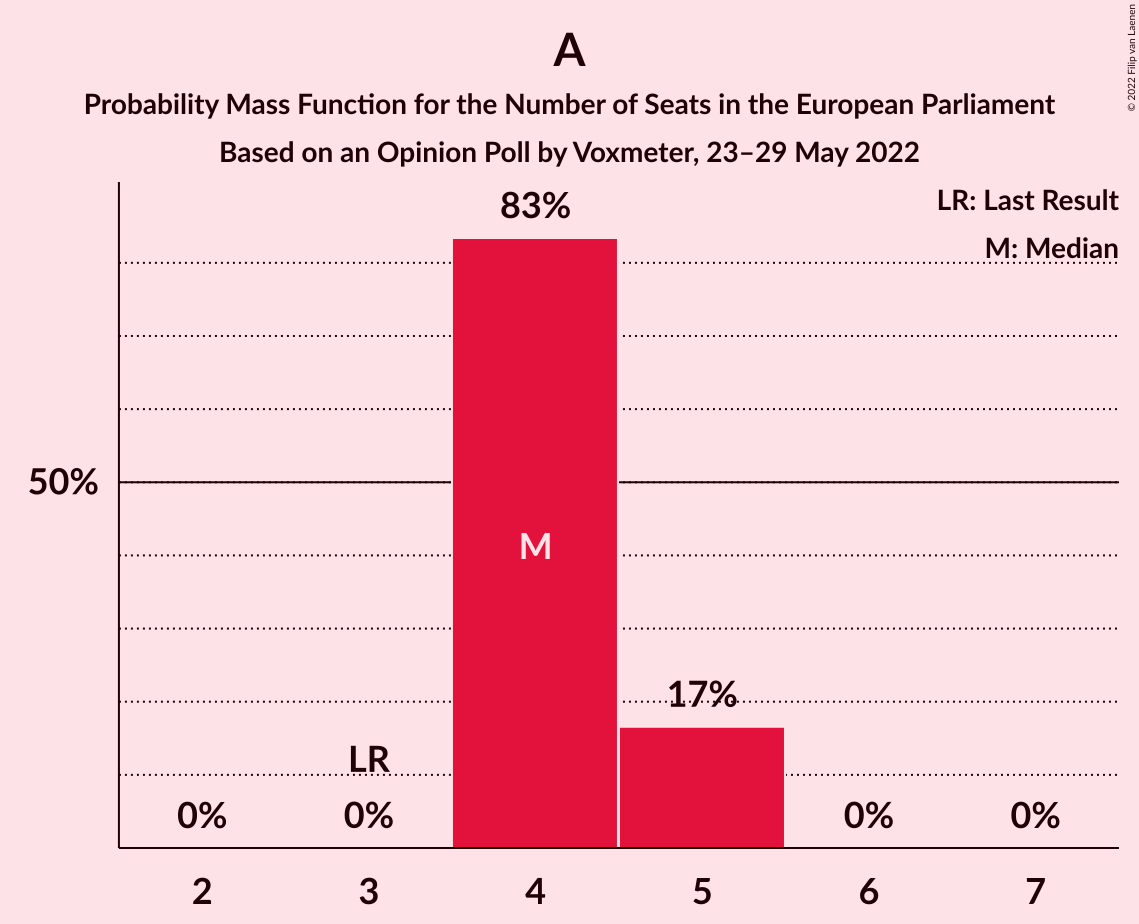 A
Probability Mass Function for the Number of Seats in the European Parliament
Based on an Opinion Poll by Voxmeter, 23–29 May 2022
© 2022 Filip van Laenen
LR: Last Result
M: Median
83%
50%
M
17%
LR
0%
0%
0%
0%
2
3
4
5
6
7